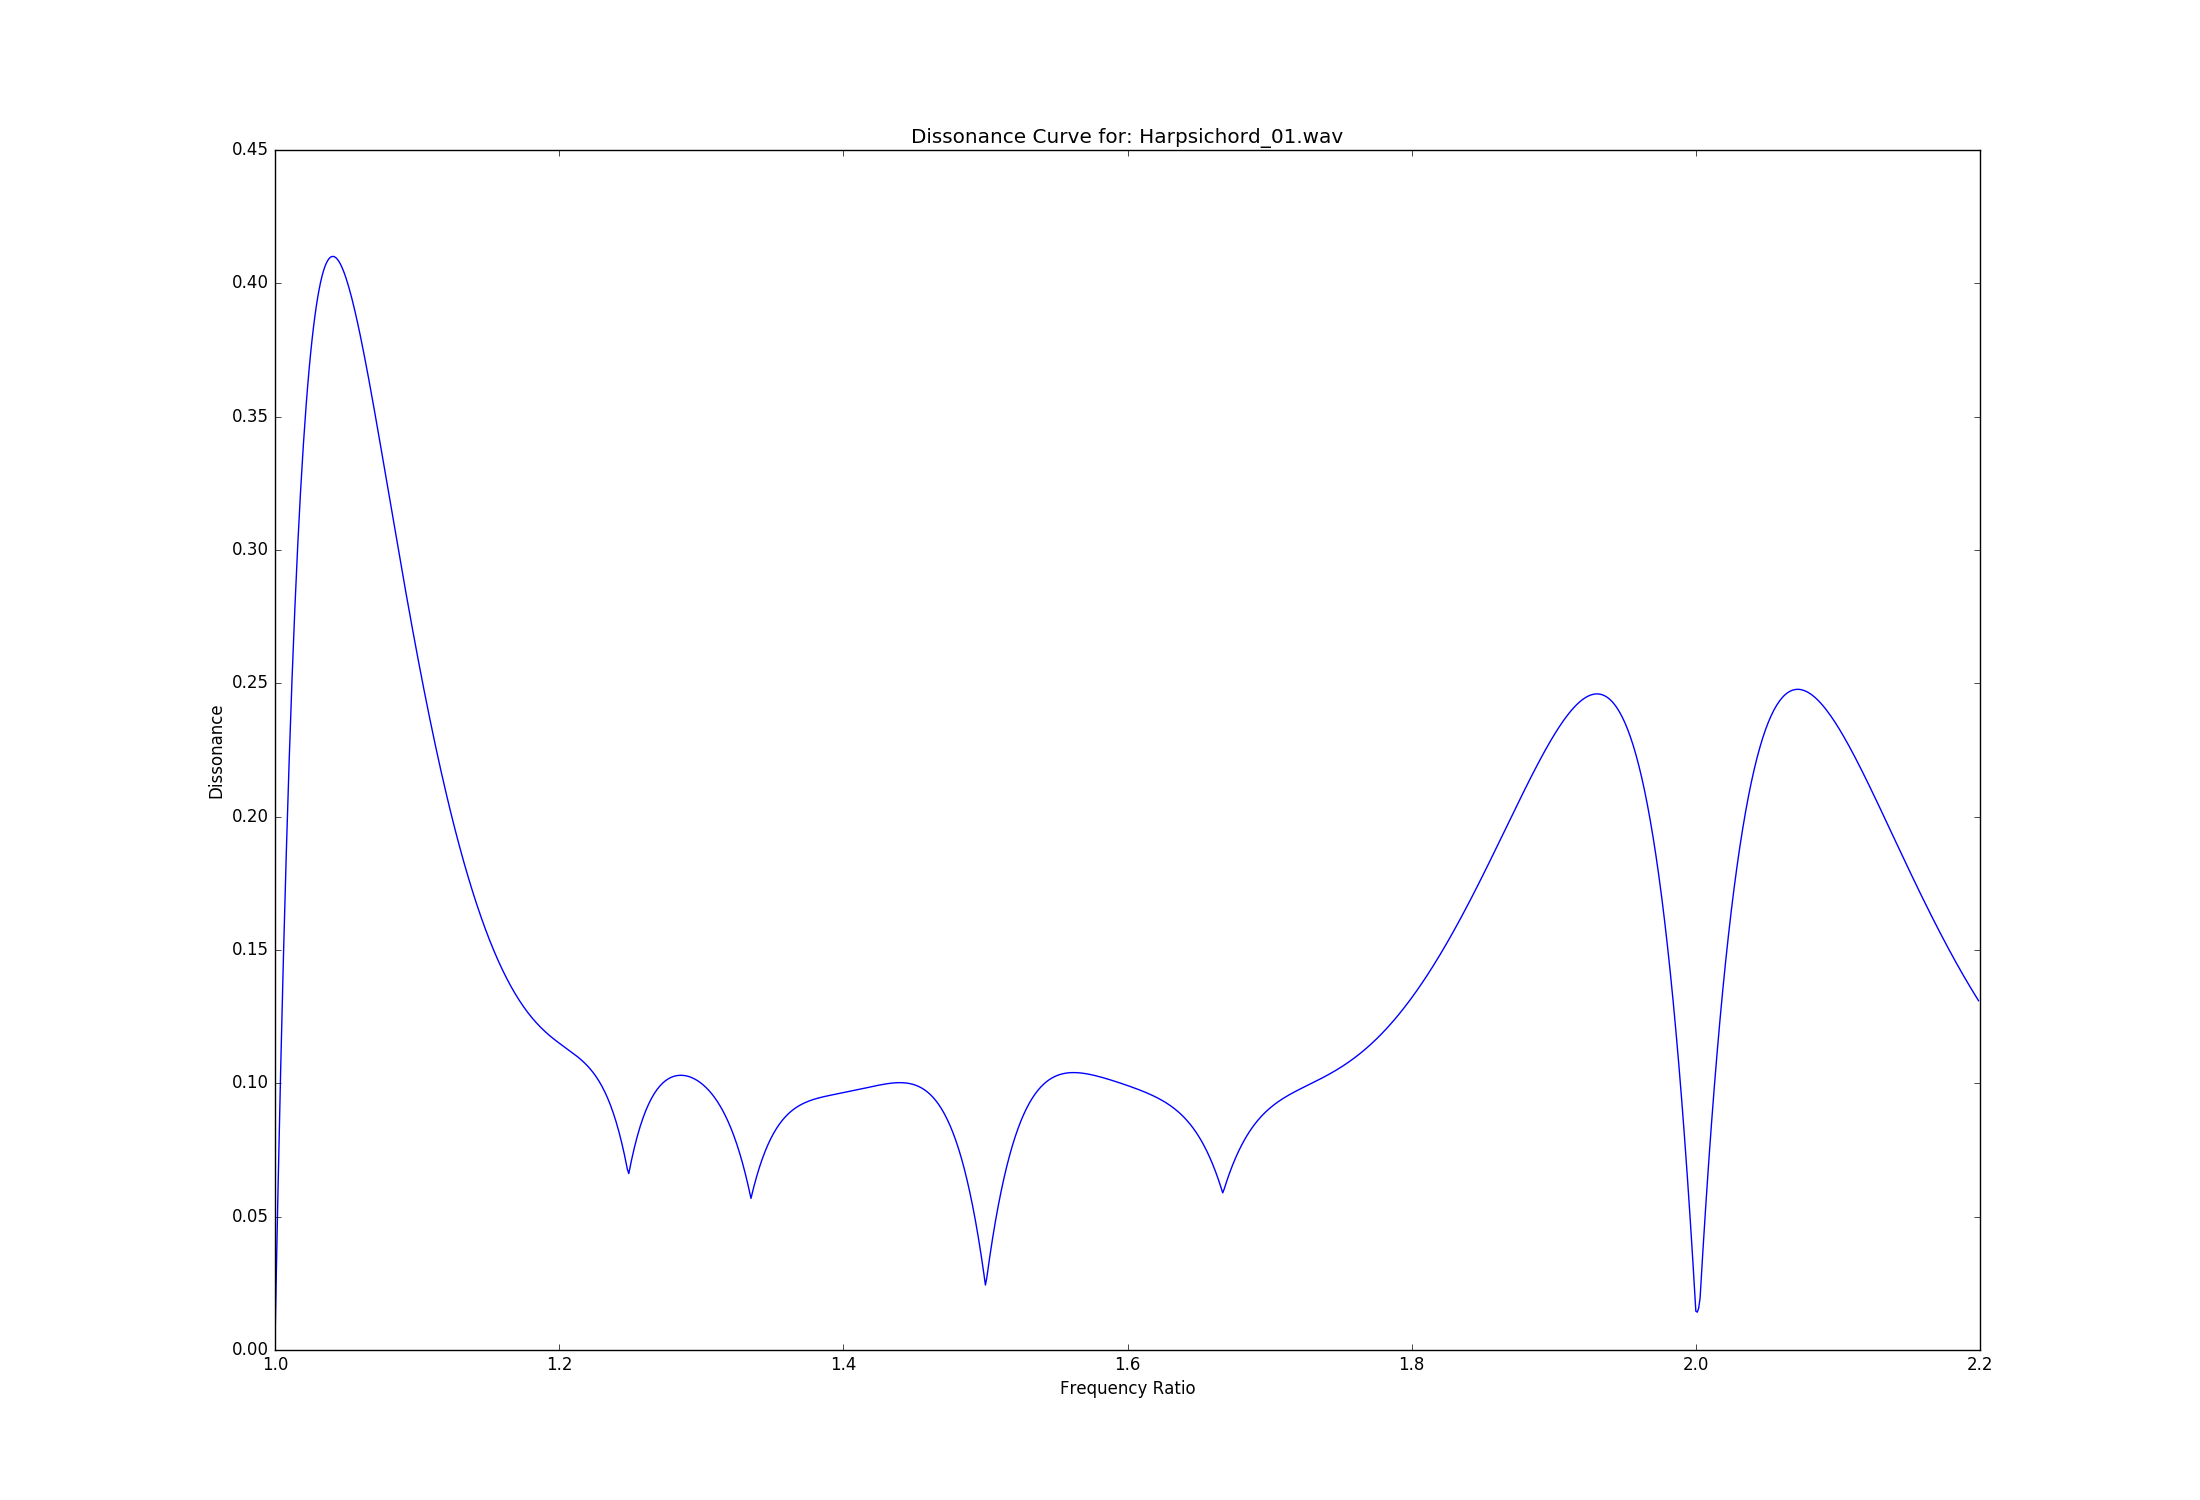 Dissonance Curve for: Harpsichord_01.wav
0.45
0.40
0.35
0.30
0.25
0.20
0.15
0.10
0.05
0.00
Dissonance
1.0 1.2 1.4 1.6 1.8 2.0 2.2
Frequency Ratio